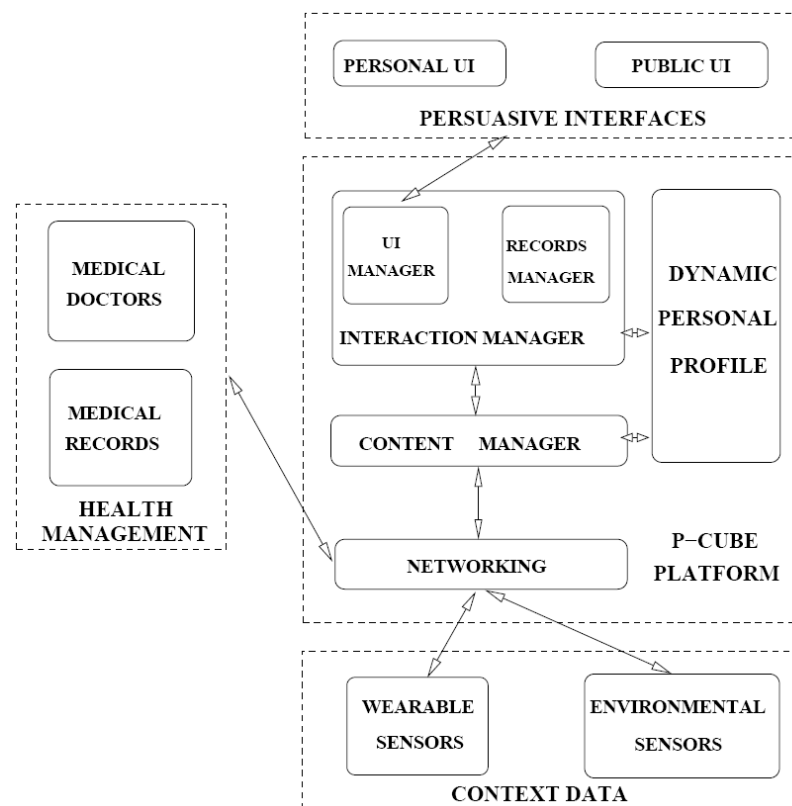 PERSONAL UI
PUBLIC UI
PERSUASIVE INTERFACES
UI
MANAGER
RECORDS
MANAGER
INTERACTION MANAGER
DYNAMIC
PERSONAL
PROFILE
CONTENT MANAGER
NETWORKING
P−CUBE
PLATFORM
MEDICAL
DOCTORS
MEDICAL
RECORDS
HEALTH
MANAGEMENT
WEARABLE
SENSORS
ENVIRONMENTAL
SENSORS
CONTEXT DATA